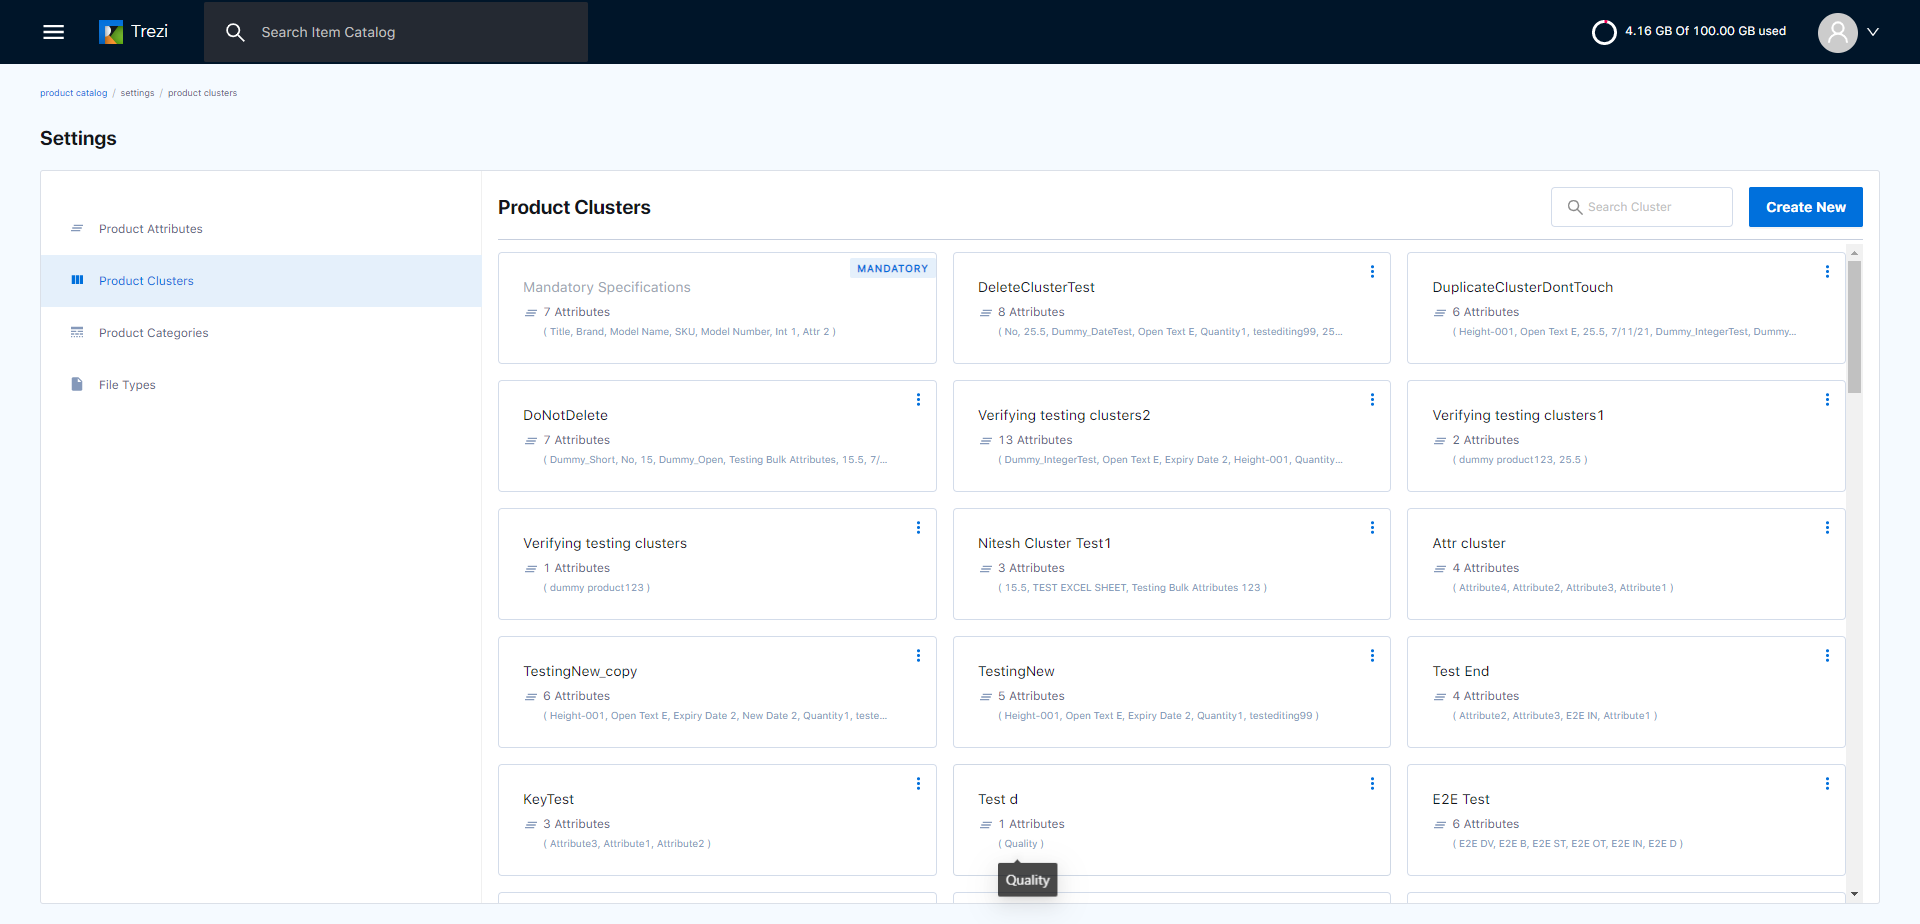 Trezi
Search Item Catalog
4.16 GB Of 100.00 GB used
product catalog / settings / product clusters
Settings
Product Attributes
Product Clusters
Product Categories
File Types
Product Clusters
Search Cluster
Create New
MANDATORY
Mandatory Specifications
7 Attributes
( Title, Brand, Model Name, SKU, Model Number, Int 1, Attr 2 )
DeleteClusterTest
8 Attributes
( No, 25.5, Dummy_DateTest, Open Text E, Quantity1, testediting99, 25...
DuplicateClusterDontTouch
6 Attributes
( Height-001, Open Text E, 25.5, 7/11/21, Dummy_IntegerTest, Dummy...
DoNotDelete
7 Attributes
( Dummy_Short, No, 15, Dummy_Open, Testing Bulk Attributes, 15.5, 7/...
Verifying testing clusters2
13 Attributes
( Dummy_IntegerTest, Open Text E, Expiry Date 2, Height-001, Quantity...
Verifying testing clusters1
2 Attributes
( dummy product123, 25.5 )
Verifying testing clusters
1 Attributes
( dummy product123 )
Nitesh Cluster Test1
3 Attributes
( 15.5, TEST EXCEL SHEET, Testing Bulk Attributes 123 )
Attr cluster
4 Attributes
( Attribute4, Attribute2, Attribute3, Attribute1 )
TestingNew_copy
6 Attributes
( Height-001, Open Text E, Expiry Date 2, New Date 2, Quantity1, teste...
TestingNew
5 Attributes
( Height-001, Open Text E, Expiry Date 2, Quantity1, testediting99 )
Test End
4 Attributes
( Attribute2, Attribute3, E2E IN, Attribute1 )
KeyTest
3 Attributes
( Attribute3, Attribute1, Attribute2 )
Test d
1 Attributes
( Quality )
Quality
E2E Test
6 Attributes
( E2E DV, E2E B, E2E ST, E2E OT, E2E IN, E2E D )